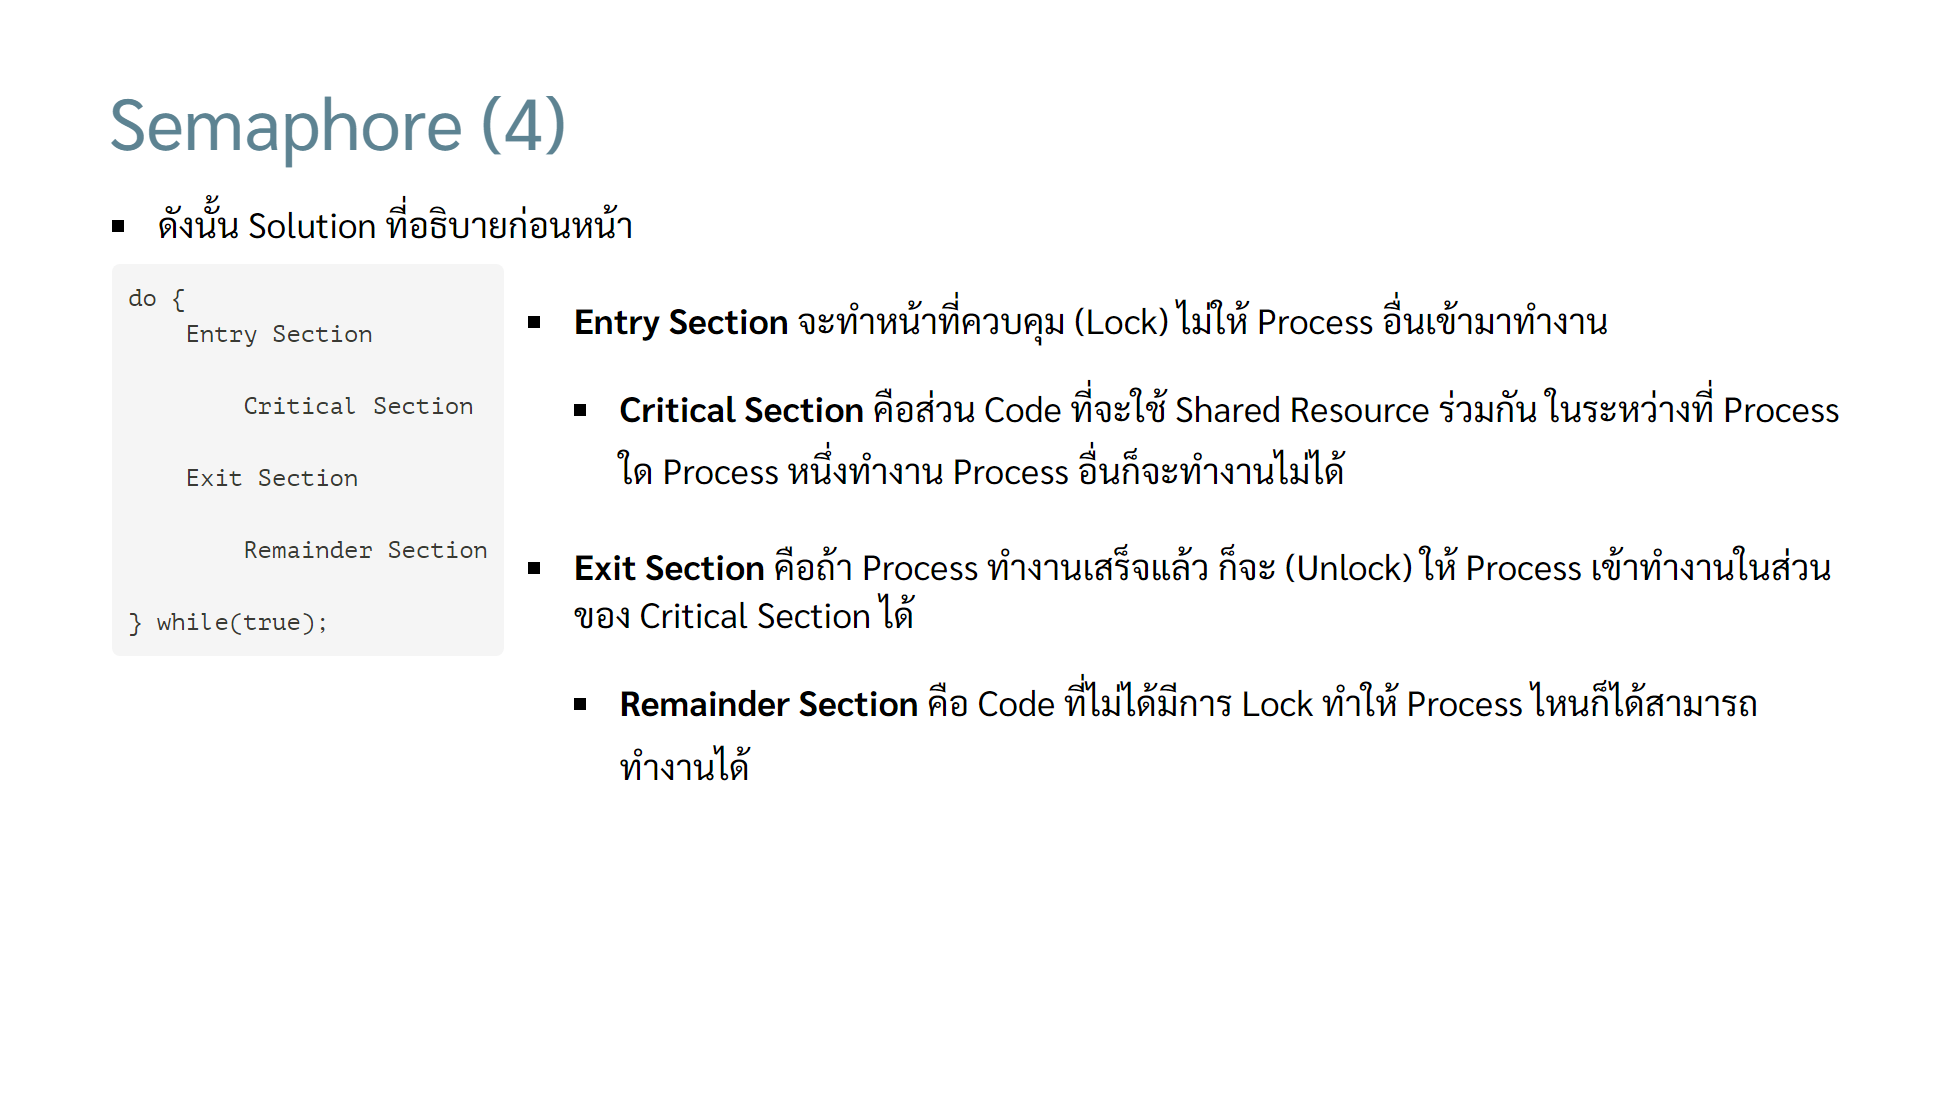 Semaphore (4)
▪ ดังนั้น Solution ที่อธิบายก่อนหน้า
do {
    Entry Section
        Critical Section
    Exit Section
        Remainder Section
} while(true);
▪ Entry Section จะทำหน้าที่ควบคุม (Lock) ไม่ให้ Process อื่นเข้ามาทำงาน
▪ Critical Section คือส่วน Code ที่จะใช้ Shared Resource ร่วมกัน ในระหว่างที่ Process
ใด Process หนึ่งทำงาน Process อื่นก็จะทำงานไม่ได้
▪ Exit Section คือถ้า Process ทำงานเสร็จแล้ว ก็จะ (Unlock) ให้ Process เข้าทำงานในส่วน
ของ Critical Section ได้
▪ Remainder Section คือ Code ที่ไม่ได้มีการ Lock ทำให้ Process ไหนก็ได้สามารถ
ทำงานได้